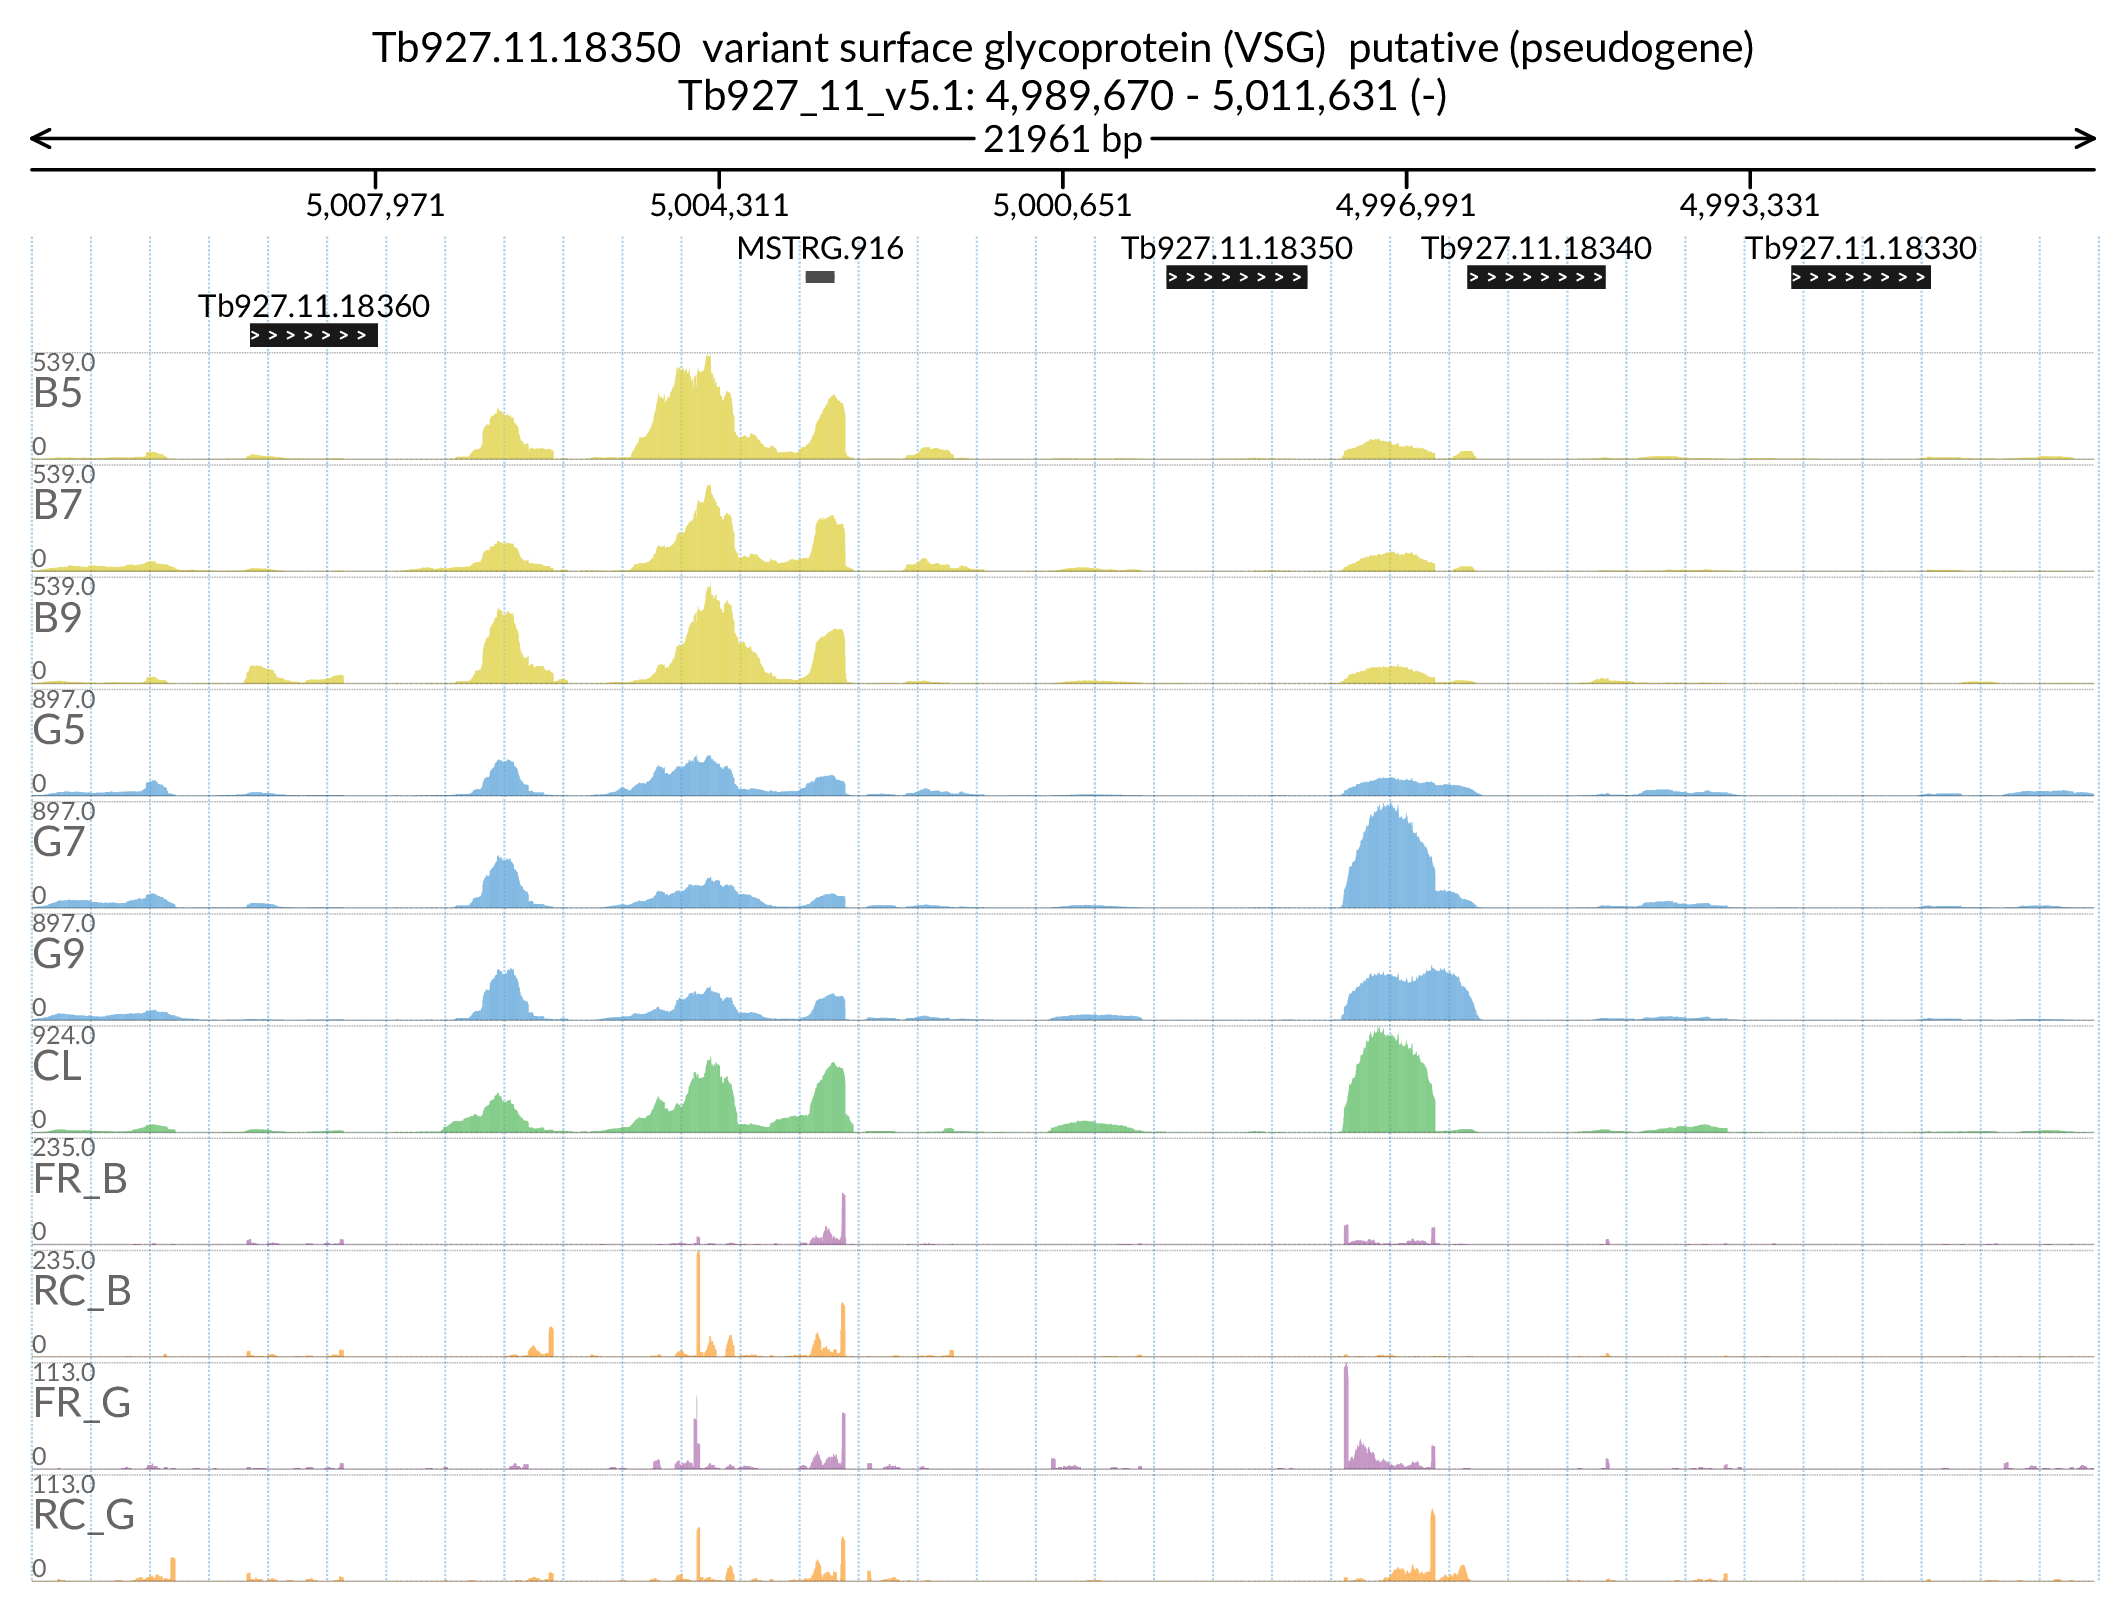 Tb927.11.18350 variant surface glycoprotein (VSG) putative (pseudogene)
Tb927_11_v5.1: 4,989,670 - 5,011,631 (-)
21961 bp
5,007,971 5,004,311 5,000,651 4,996,991 4,993,331
MSTRG.916 Tb927.11.18350 Tb927.11.18340 Tb927.11.18330
Tb927.11.18360
539.0
B5
0
539.0
B7
0
539.0
B9
0
897.0
G5
0
897.0
G7
0
897.0
G9
0
924.0
CL
0
235.0
FR_B
0
235.0
RC_B
0
113.0
FR_G
0
113.0
RC_G
0